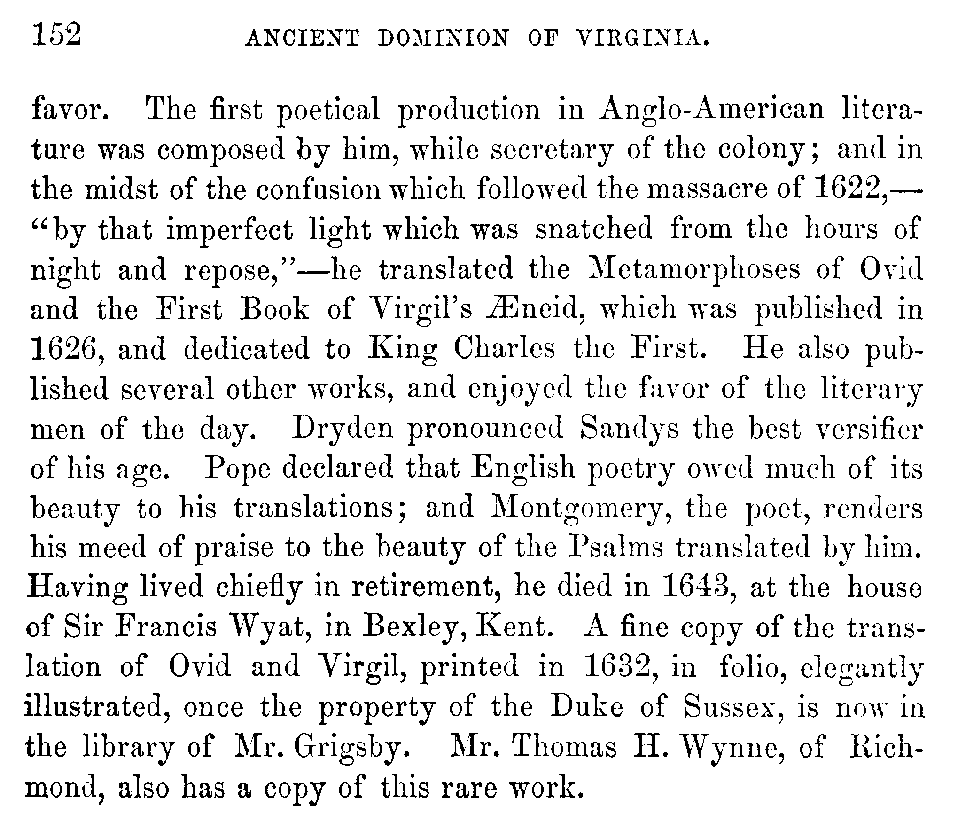 152 ANCIENT DOMINION OF VIRGINIA.
favor. The first poetical production in Anglo-American litera-
ture was composed by him, while secretary of the colony; and in
the midst of the confusion which followed the massacre of 1622,—
“by that imperfect light which was snatched from the hours of
night and repose,”—he translated the Metamorphoses of Ovid
and the First Book of Virgil's Æneid, which was published in
1626, and dedicated to King Charles the First. He also pub-
lished several other works, and enjoyed the favor of the literary
men of the day. Dryden pronounced Sandys the best versifier
of his age. Pope declared that English poetry owed much of its
beauty to his translations; and Montgomery, the poet, renders
his meed of praise to the beauty of the Psalms translated by him.
Having lived chiefly in retirement, he died in 1643, at the house
of Sir Francis Wyat, in Bexley, Kent. A fine copy of the trans-
lation of Ovid and Virgil, printed in 1632, in folio, elegantly
illustrated, once the property of the Duke of Sussex, is now in
the library of Mr. Grigsby. Mr. Thomas H. Wynne, of Rich-
mond, also has a copy of this rare work.